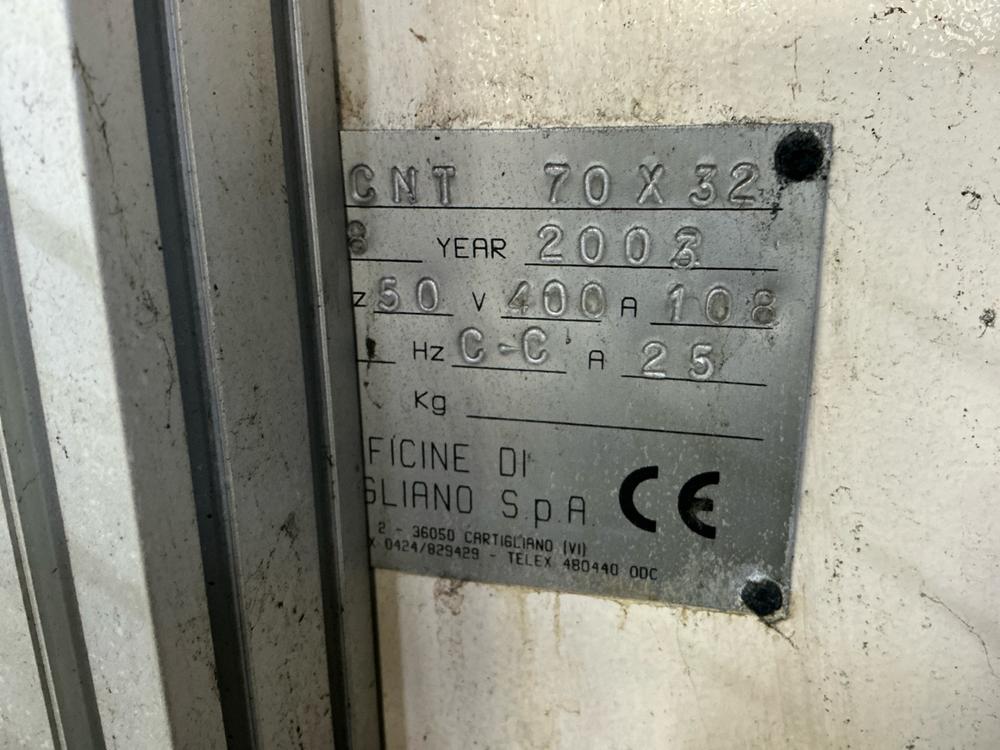 CNT 70 X 32
8 YEAR 2003
z 50 V 400 A 108
Hz C-C A 25
Kg
FICINE DI
GLIANO S.p.A. CE
2 - 36050 CARTIGLIANO (VI)
X 0424/829429 - TELEX 480440 ODC